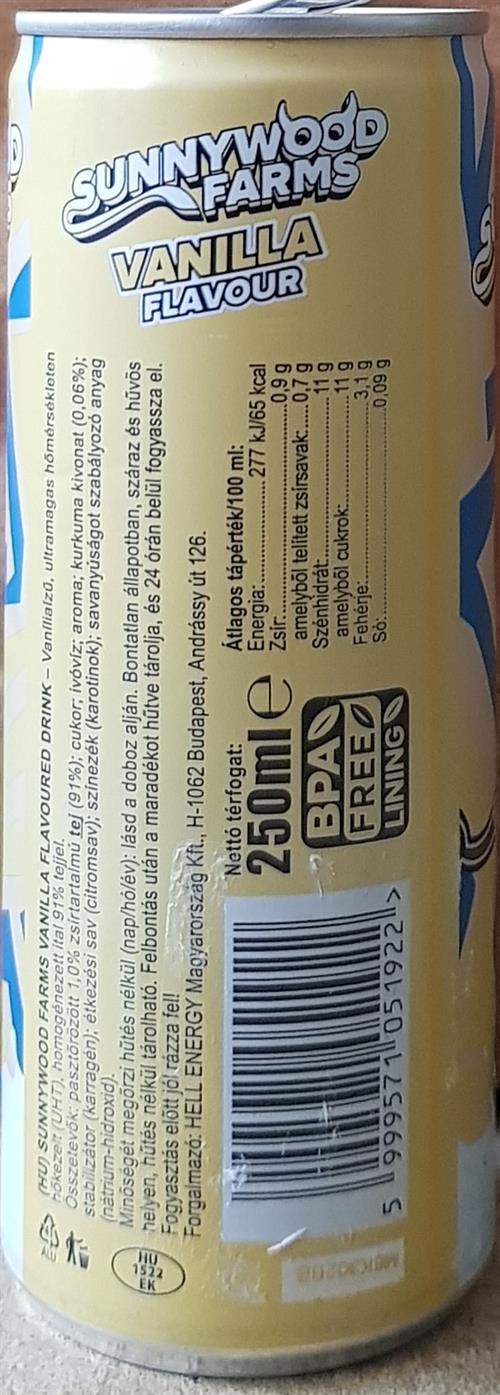 SUNNYWOOD
FARMS
VANILLA
FLAVOUR
(HU) SUNNYWOOD FARMS VANILLA FLAVOURED DRINK – Vaníliaízű, ultramagas hőmérsékleten
hőkezelt (UHT), homogénezett ital 91% tejjel.
Összetevők: pasztőrözött 1,0% zsírtartalmú tej (91%); cukor; ivóvíz; aroma; kurkuma kivonat (0,06%);
stabilizátor (karragén); étkezési sav (citromsav); színezék (karotinok); savanyúságot szabályozó anyag
(nátrium-hidroxid).
Minőségét megőrzi hűtés nélkül (nap/hó/év): lásd a doboz alján. Bontatlan állapotban, száraz és hűvös
helyen, hűtés nélkül tárolható. Felbontás után a maradékot hűtve tárolja, és 24 órán belül fogyassza el.
Fogyasztás előtt jól rázza fel!
Forgalmazó: HELL ENERGY Magyarország Kft., H-1062 Budapest, Andrássy út 126.
HU
1522
EK
Nettó térfogat:
250ml e
BPA
FREE
LINING
Átlagos tápérték/100 ml:
Energia:.................. 277 kJ/65 kcal
Zsír:..............................0,9 g
amelyből telített zsírsavak:.....0,7 g
Szénhidrát:......................11 g
amelyből cukrok:................11 g
Fehérje:..........................3,1 g
Só:..............................0,09 g
5 999571 051922 >